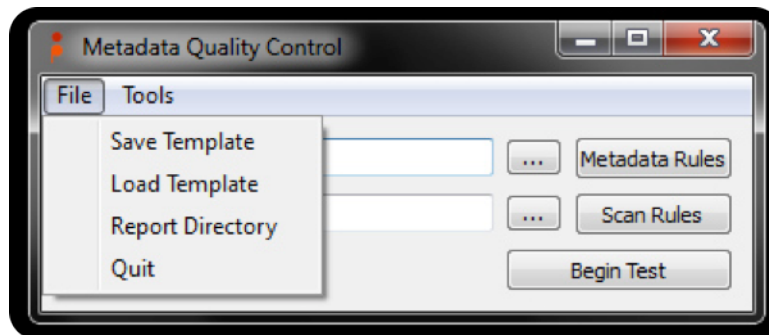 Metadata Quality Control
File Tools
Save Template
... Metadata Rules
Load Template
... Scan Rules
Report Directory
Quit
Begin Test